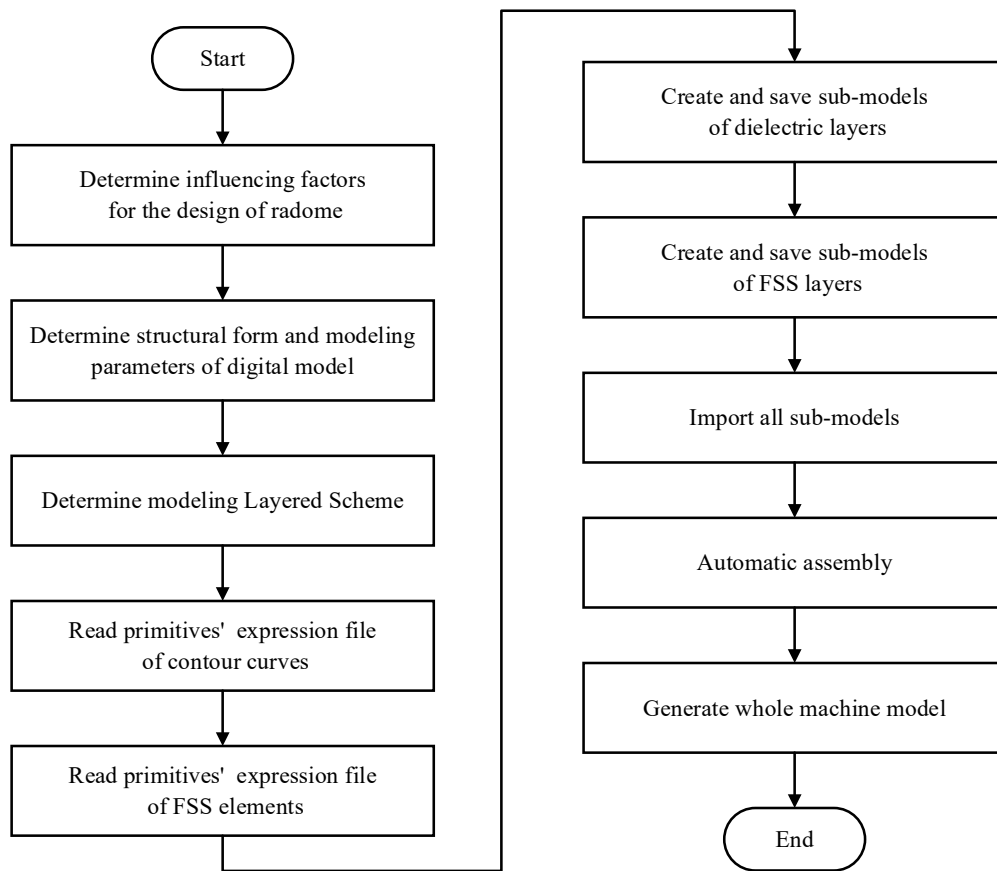 Start
Determine influencing factors
for the design of radome
Determine structural form and modeling
parameters of digital model
Determine modeling Layered Scheme
Read primitives' expression file
of contour curves
Read primitives' expression file
of FSS elements
Create and save sub-models
of dielectric layers
Create and save sub-models
of FSS layers
Import all sub-models
Automatic assembly
Generate whole machine model
End